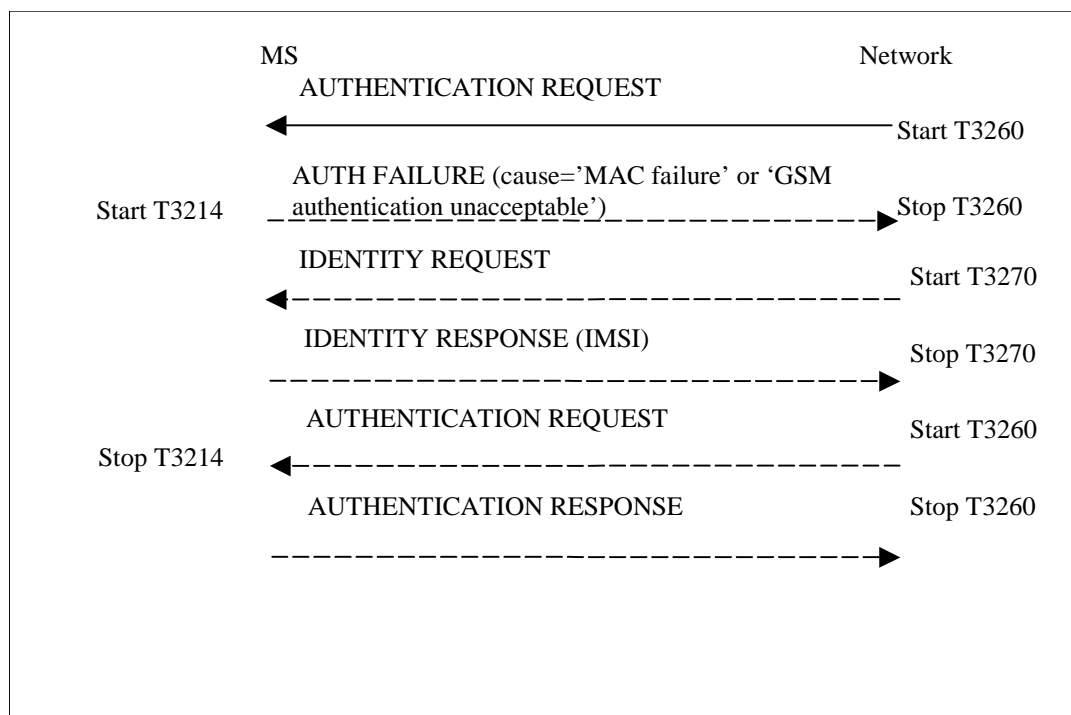 MS Network
AUTHENTICATION REQUEST
Start T3260
AUTH FAILURE (cause=’MAC failure’ or ‘GSM
authentication unacceptable’)
Start T3214
Stop T3260
IDENTITY REQUEST
Start T3270
IDENTITY RESPONSE (IMSI)
Stop T3270
AUTHENTICATION REQUEST
Start T3260
Stop T3214
AUTHENTICATION RESPONSE
Stop T3260